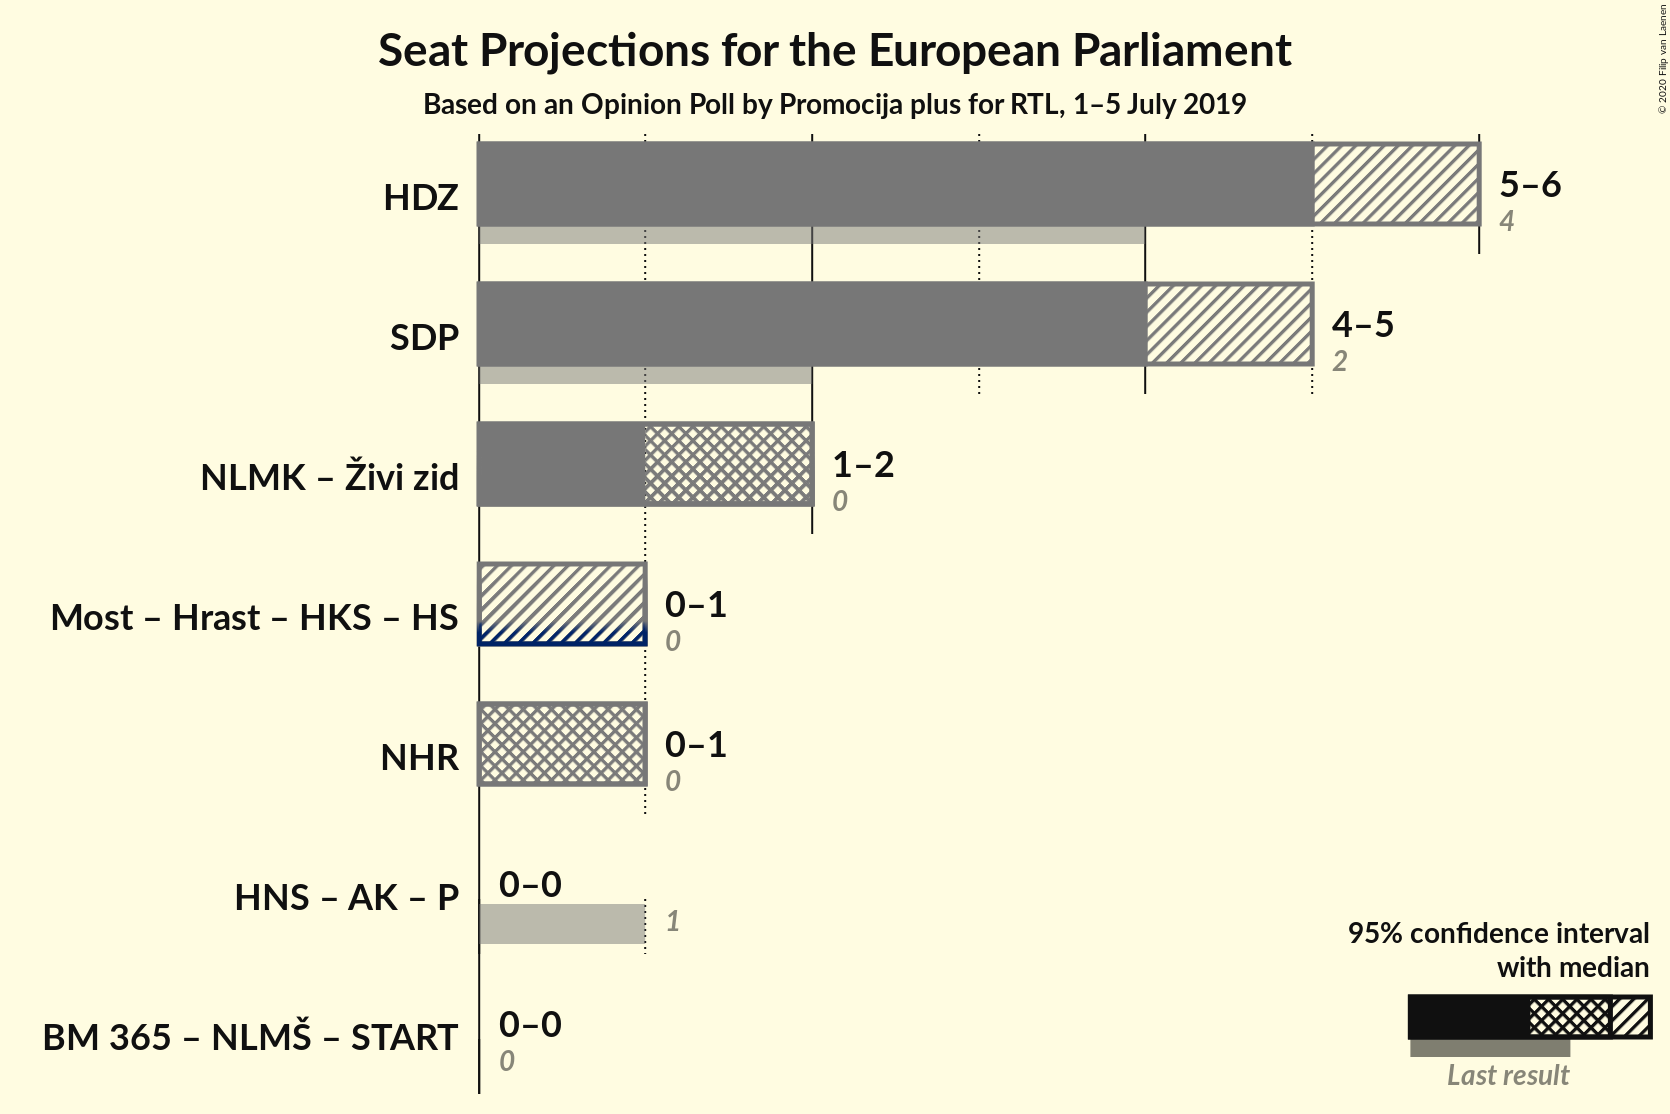 Seat Projections for the European Parliament
Based on an Opinion Poll by Promocija plus for RTL, 1–5 July 2019
© 2020 Filip van Laenen
HDZ
5–6
4
SDP
4–5
2
NLMK – Živi zid
1–2
0
Most – Hrast – HKS – HS
0–1
0
NHR
0–1
0
HNS – AK – P
0–0
1
BM 365 – NLMŠ – START
0–0
0
95% confidence interval
with median
Last result